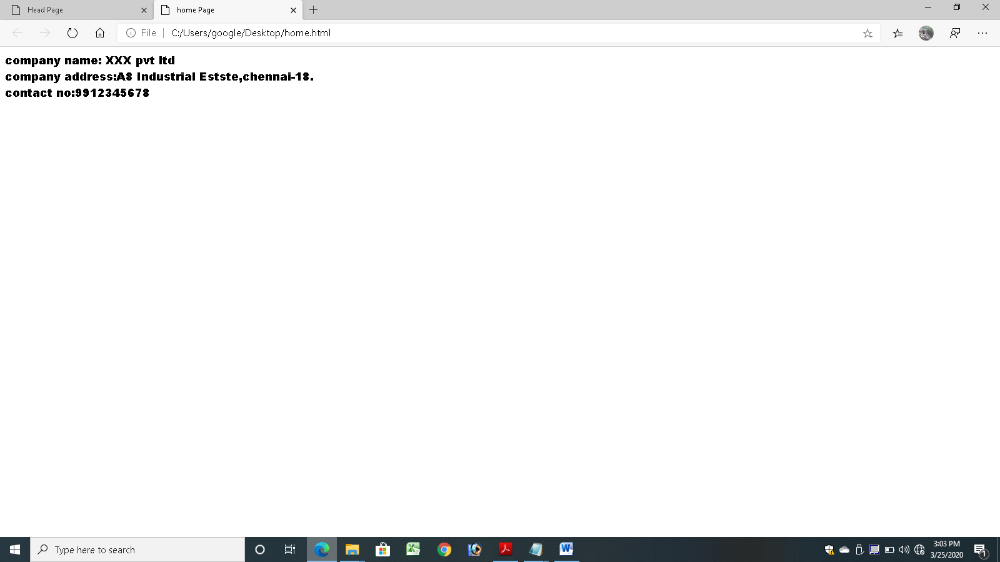 Head Page
home Page
File
C:/Users/google/Desktop/home.html
company name: XXX pvt ltd
company address:A8 Industrial Estste,chennai-18.
contact no:9912345678
Type here to search
3:03 PM
3/25/2020
1